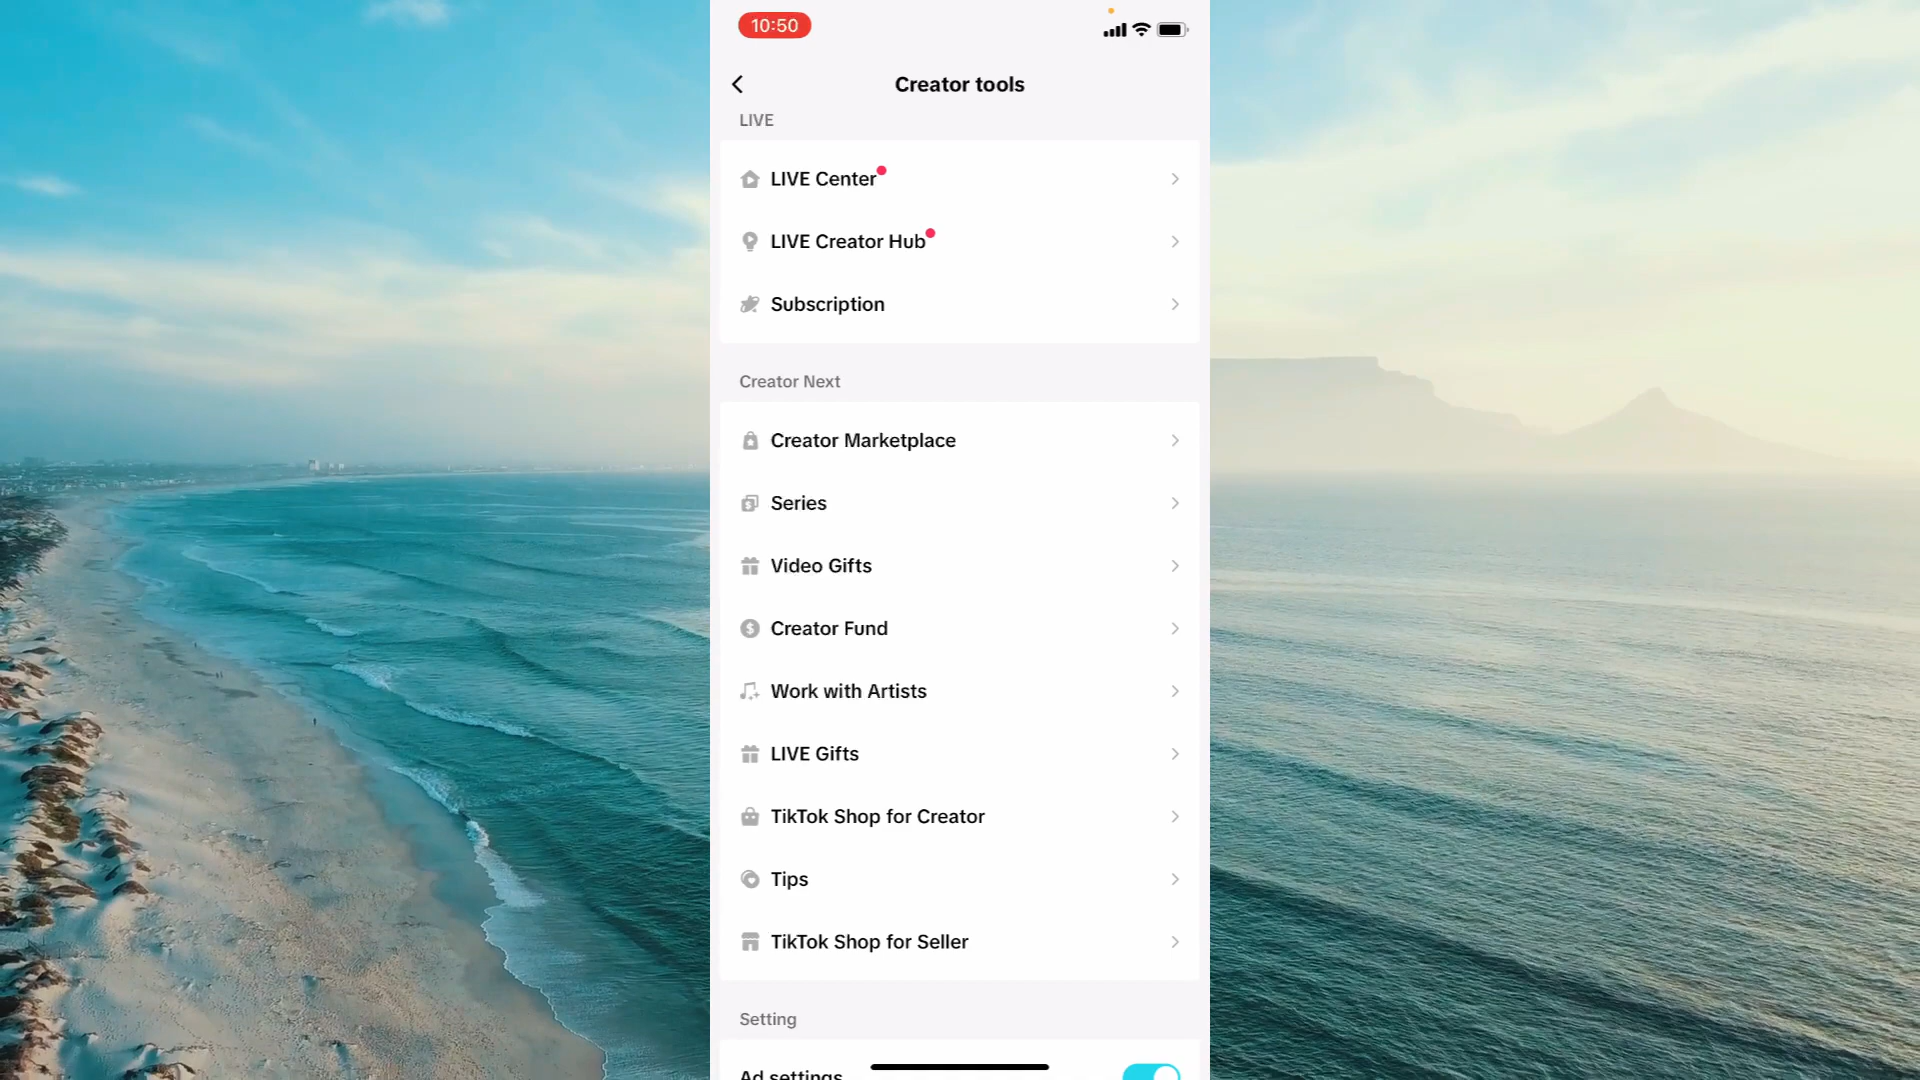 10:50
Creator tools
LIVE
LIVE Center
LIVE Creator Hub
Subscription
Creator Next
Creator Marketplace
Series
Video Gifts
Creator Fund
Work with Artists
LIVE Gifts
TikTok Shop for Creator
Tips
TikTok Shop for Seller
Setting
Ad settings